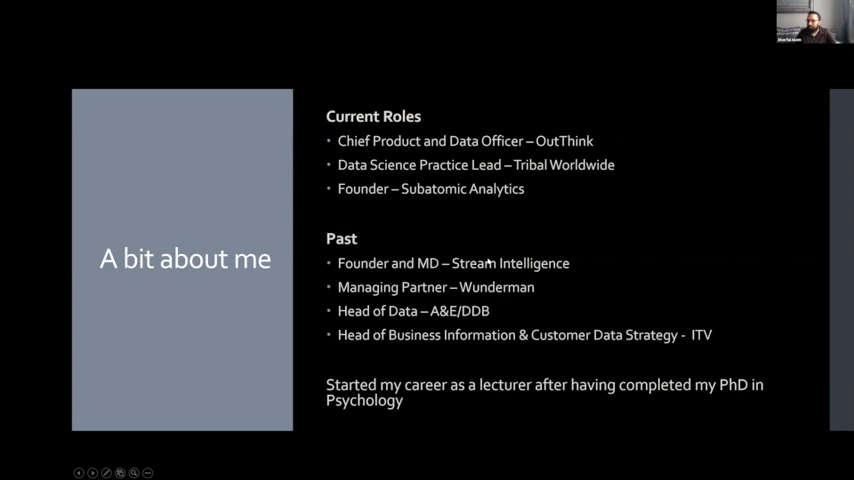 A bit about me
Current Roles
• Chief Product and Data Officer – OutThink
• Data Science Practice Lead – Tribal Worldwide
• Founder – Subatomic Analytics
Past
• Founder and MD – Stream Intelligence
• Managing Partner – Wunderman
• Head of Data – A&E/DDB
• Head of Business Information & Customer Data Strategy - ITV
Started my career as a lecturer after having completed my PhD in
Psychology